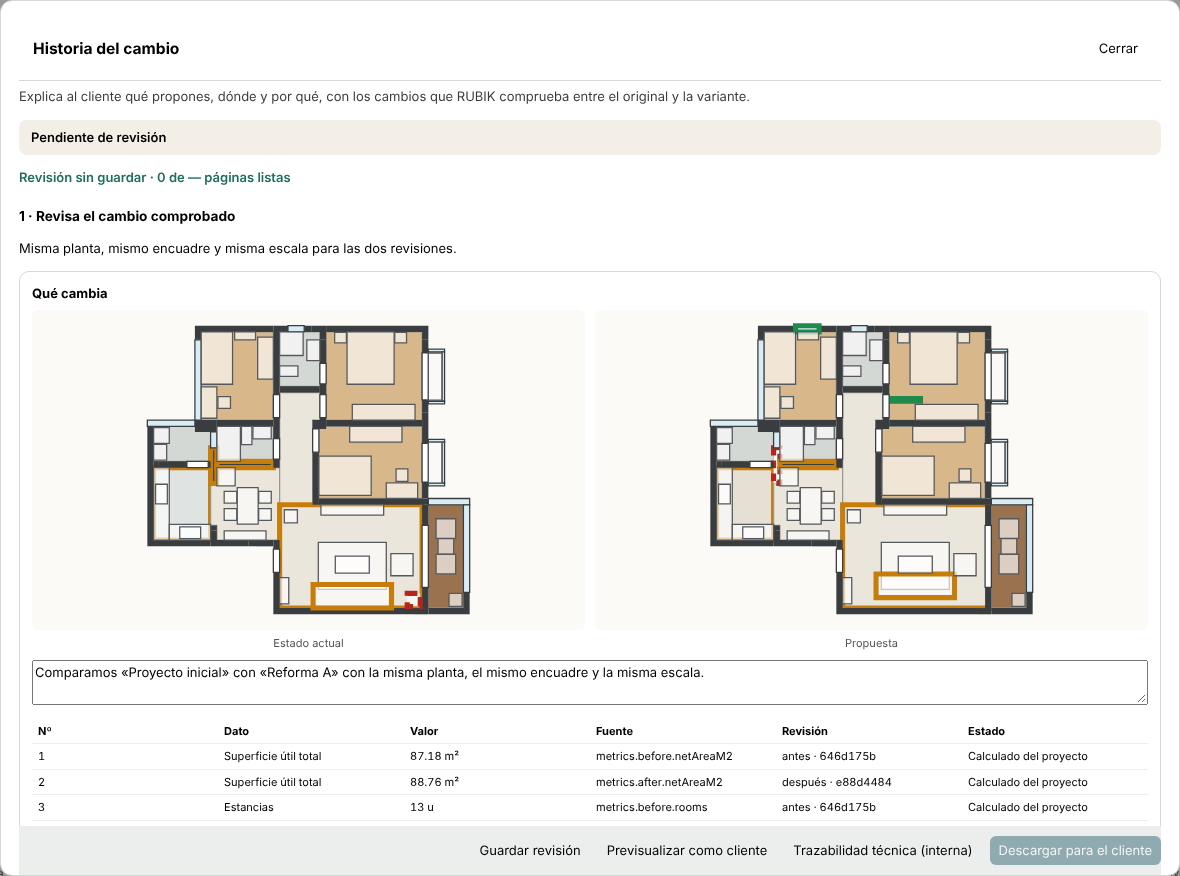 Historia del cambio
Cerrar
Explica al cliente qué propones, dónde y por qué, con los cambios que RUBIK comprueba entre el original y la variante.
Pendiente de revisión
Revisión sin guardar · 0 de — páginas listas
1 · Revisa el cambio comprobado
Misma planta, mismo encuadre y misma escala para las dos revisiones.
Qué cambia
Estado actual
Propuesta
Comparamos «Proyecto inicial» con «Reforma A» con la misma planta, el mismo encuadre y la misma escala.
Nº Dato Valor Fuente Revisión Estado
1 Superficie útil total 87.18 m² metrics.before.netAreaM2 antes · 646d175b Calculado del proyecto
2 Superficie útil total 88.76 m² metrics.after.netAreaM2 después · e88d4484 Calculado del proyecto
3 Estancias 13 u metrics.before.rooms antes · 646d175b Calculado del proyecto
Guardar revisión Previsualizar como cliente Trazabilidad técnica (interna) Descargar para el cliente